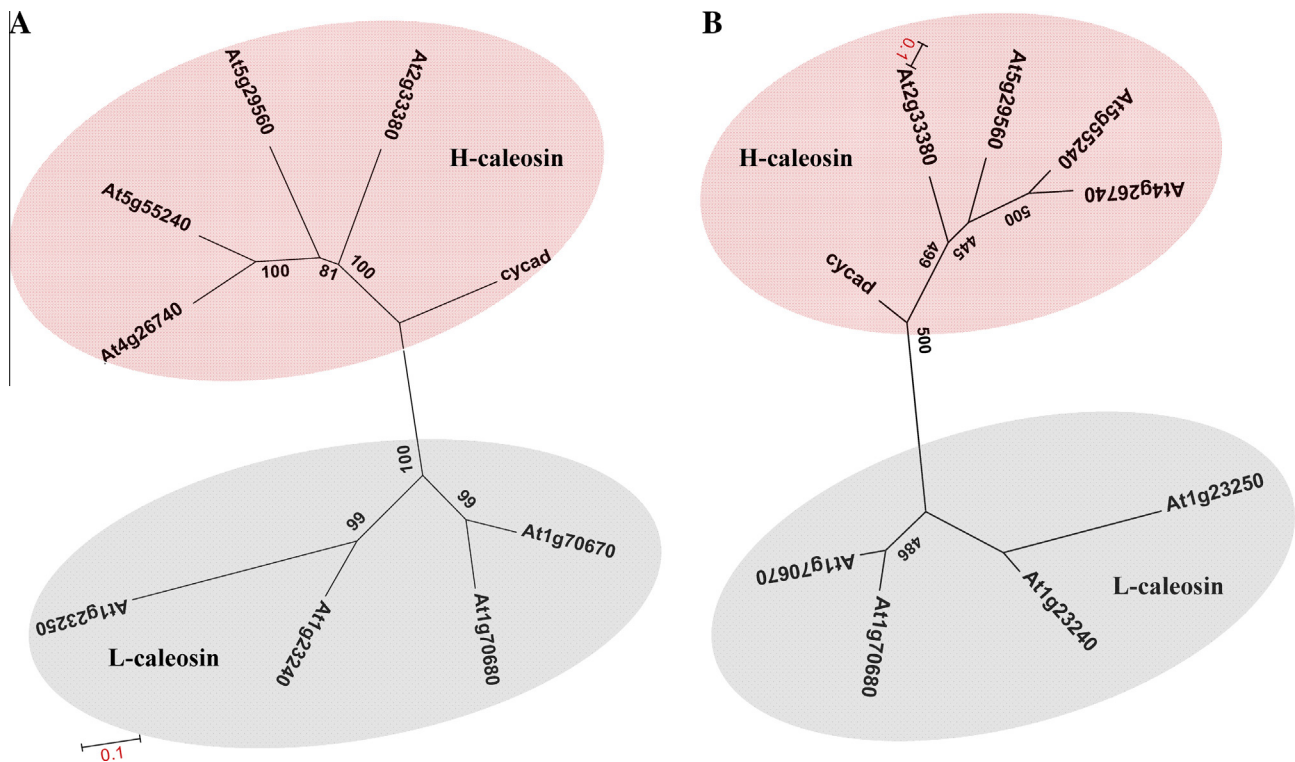 A
At5g29560
At2g33380
H-caleosin
At5g55240
cycad
100
81
100
At4g26740
100
99
99
At1g70670
At1g23250
At1g23240
At1g70680
L-caleosin
0.1
B
0.1
At2g33380
At5g29560
At5g55240
H-caleosin
At4g26740
500
445
499
cycad
500
At1g23250
486
At1g70670
At1g23240
L-caleosin
At1g70680